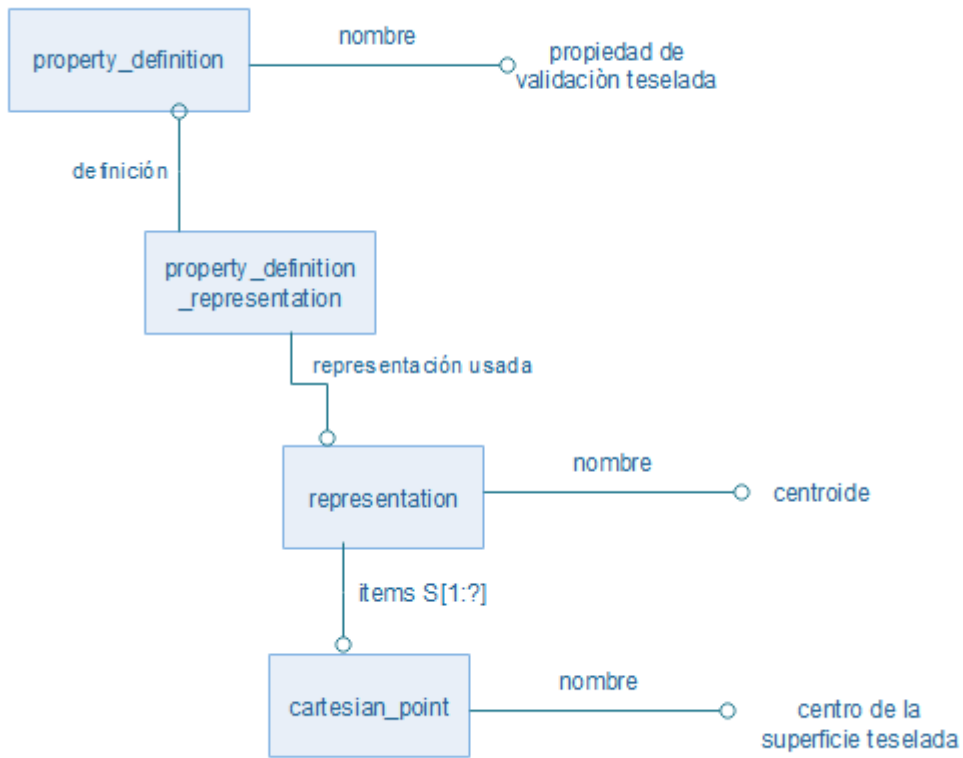 nombre
property_definition
propiedad de
validaciòn teselada
definición
property_definition
_representation
representación usada
nombre
representation
centroide
items S[1:?]
nombre
cartesian_point
centro de la
superficie teselada